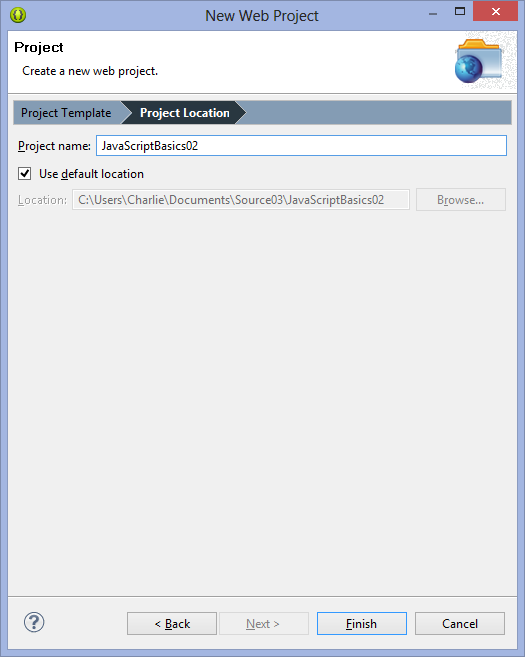 New Web Project
Project
Create a new web project.
Project Template Project Location
Project name: JavaScriptBasics02
Use default location
Location: C:\Users\Charlie\Documents\Source03\JavaScriptBasics02 Browse...
? < Back Next > Finish Cancel